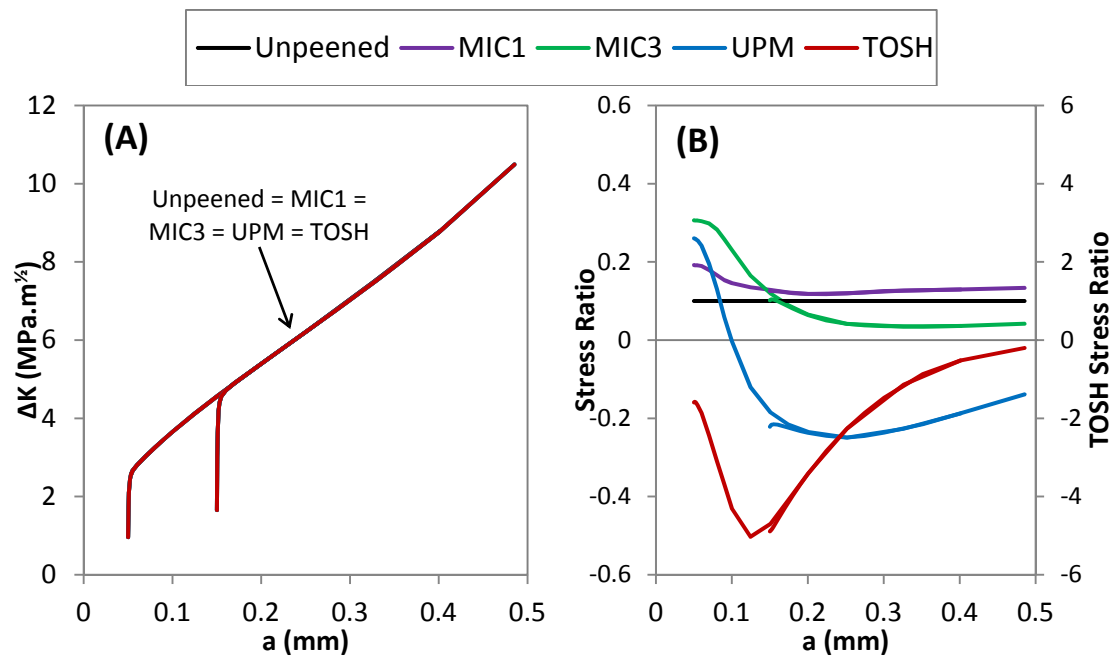 Unpeened MIC1 MIC3 UPM TOSH
(A)
12
10
8
6
4
2
0
ΔK (MPa.m½)
Unpeened = MIC1 =
MIC3 = UPM = TOSH
0 0.1 0.2 0.3 0.4 0.5
a (mm)
(B)
0.6
0.4
0.2
0
-0.2
-0.4
-0.6
Stress Ratio
6
4
2
0
-2
-4
-6
TOSH Stress Ratio
0 0.1 0.2 0.3 0.4 0.5
a (mm)